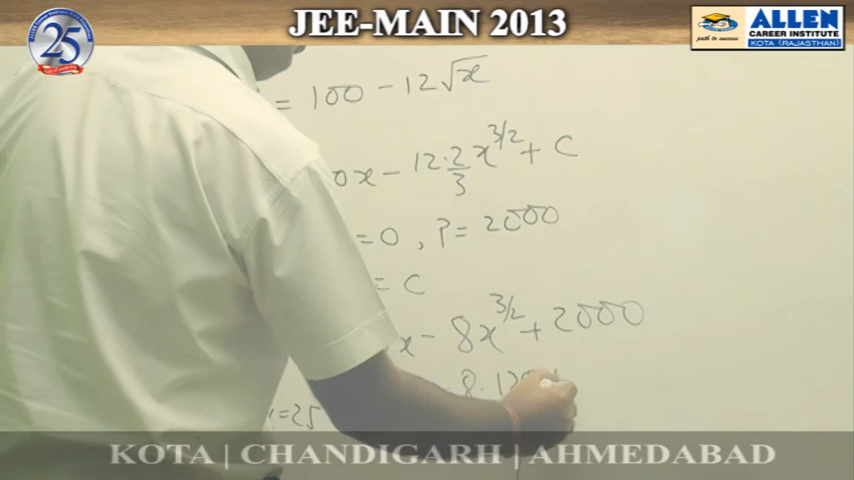 JEE-MAIN 2013
25
path to success
ALLEN
CAREER INSTITUTE
KOTA (RAJASTHAN)
= 100 - 12√x
0x - 12·2/3 x^3/2 + C
=0, P= 2000
= C
x - 8x^3/2 + 2000
8.12
=25
KOTA | CHANDIGARH | AHMEDABAD